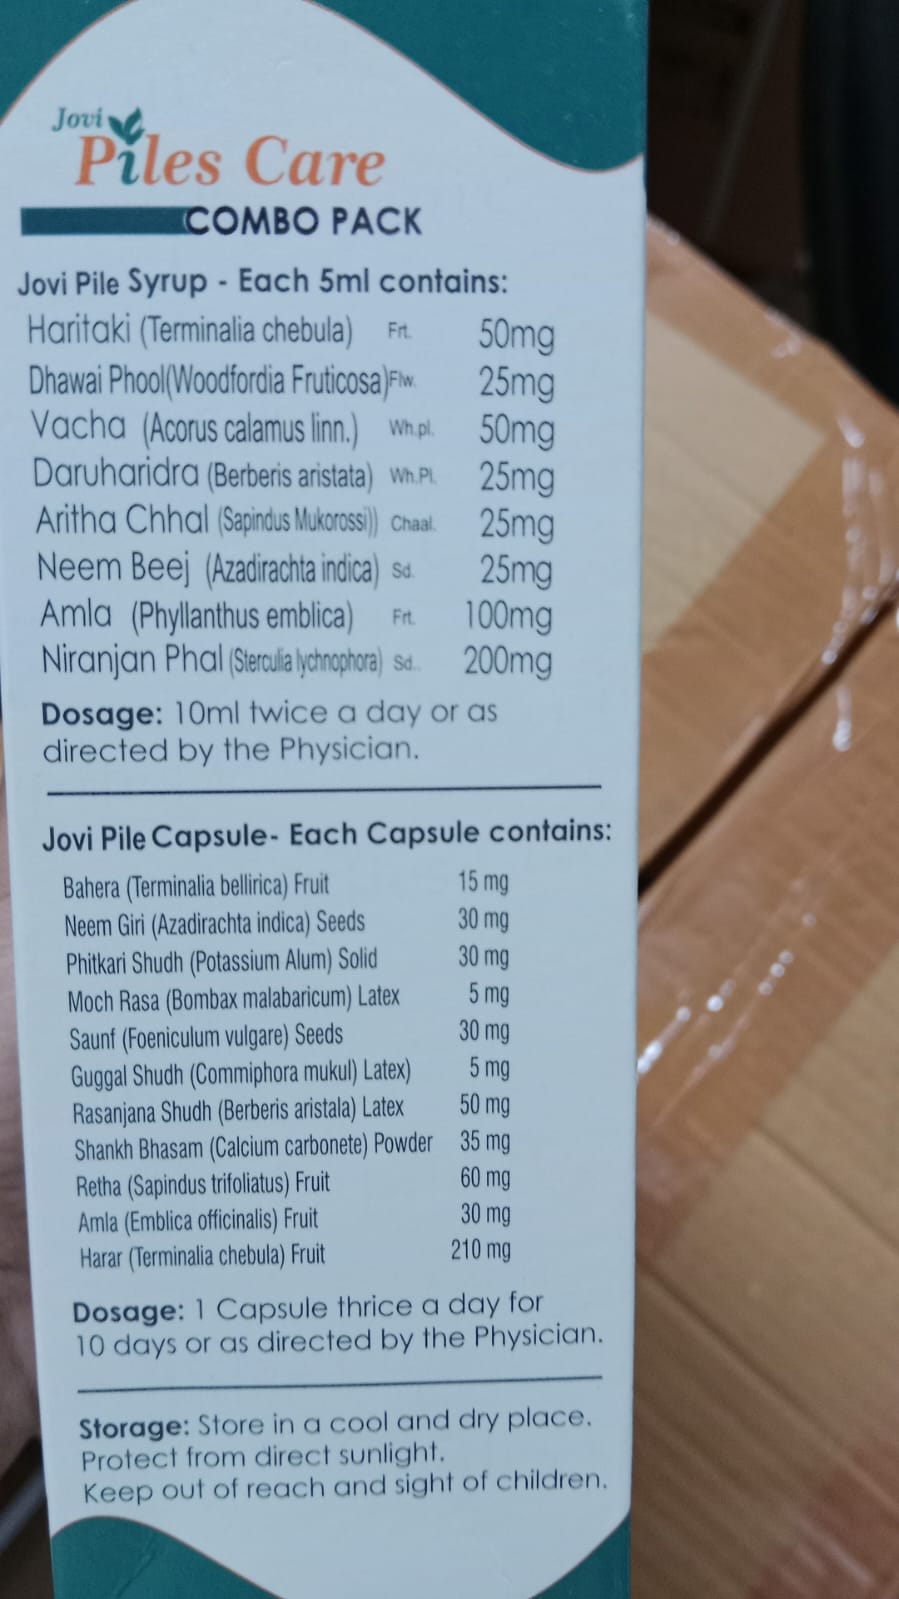 Jovi
Piles Care
COMBO PACK
Jovi Pile Syrup - Each 5ml contains:
Haritaki (Terminalia chebula) Frt. 50mg
Dhawai Phool(Woodfordia Fruticosa)Flw. 25mg
Vacha (Acorus calamus linn.) Wh.pl. 50mg
Daruharidra (Berberis aristata) Wh.Pl. 25mg
Aritha Chhal (Sapindus Mukorossi)) Chaal. 25mg
Neem Beej (Azadirachta indica) Sd. 25mg
Amla (Phyllanthus emblica) Frt. 100mg
Niranjan Phal (Sterculia lychnophora) Sd.. 200mg
Dosage: 10ml twice a day or as
directed by the Physician.
Jovi Pile Capsule- Each Capsule contains:
Bahera (Terminalia bellirica) Fruit 15 mg
Neem Giri (Azadirachta indica) Seeds 30 mg
Phitkari Shudh (Potassium Alum) Solid 30 mg
Moch Rasa (Bombax malabaricum) Latex 5 mg
Saunf (Foeniculum vulgare) Seeds 30 mg
Guggal Shudh (Commiphora mukul) Latex) 5 mg
Rasanjana Shudh (Berberis aristala) Latex 50 mg
Shankh Bhasam (Calcium carbonete) Powder 35 mg
Retha (Sapindus trifoliatus) Fruit 60 mg
Amla (Emblica officinalis) Fruit 30 mg
Harar (Terminalia chebula) Fruit 210 mg
Dosage: 1 Capsule thrice a day for
10 days or as directed by the Physician.
Storage: Store in a cool and dry place.
Protect from direct sunlight.
Keep out of reach and sight of children.